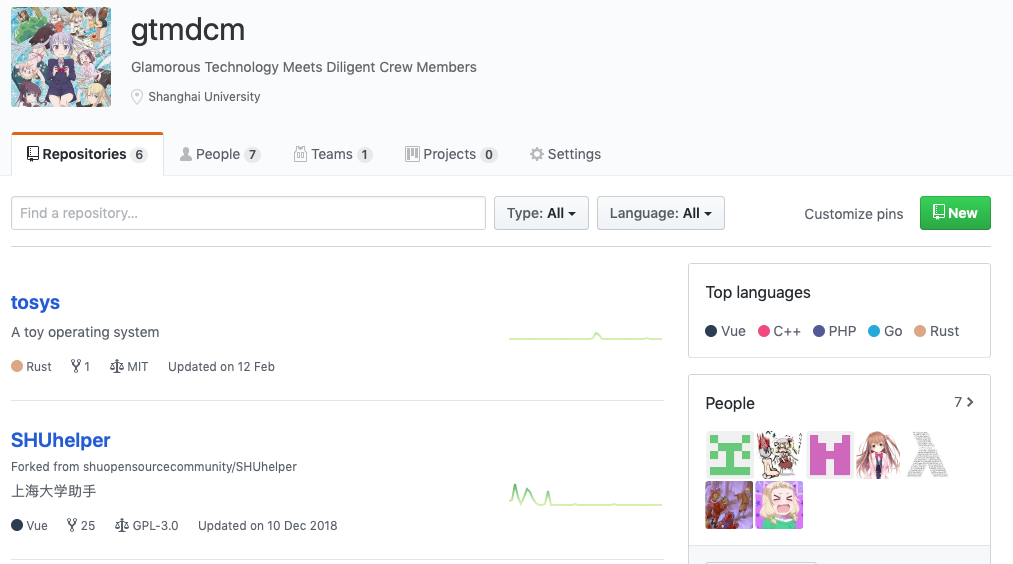 gtmdcm
Glamorous Technology Meets Diligent Crew Members
Shanghai University
Repositories 6 People 7 Teams 1 Projects 0 Settings
Find a repository... Type: All Language: All Customize pins New
tosys
A toy operating system
Rust 1 MIT Updated on 12 Feb
SHUhelper
Forked from shuopensourcecommunity/SHUhelper
上海大学助手
Vue 25 GPL-3.0 Updated on 10 Dec 2018
Top languages
Vue C++ PHP Go Rust
People 7